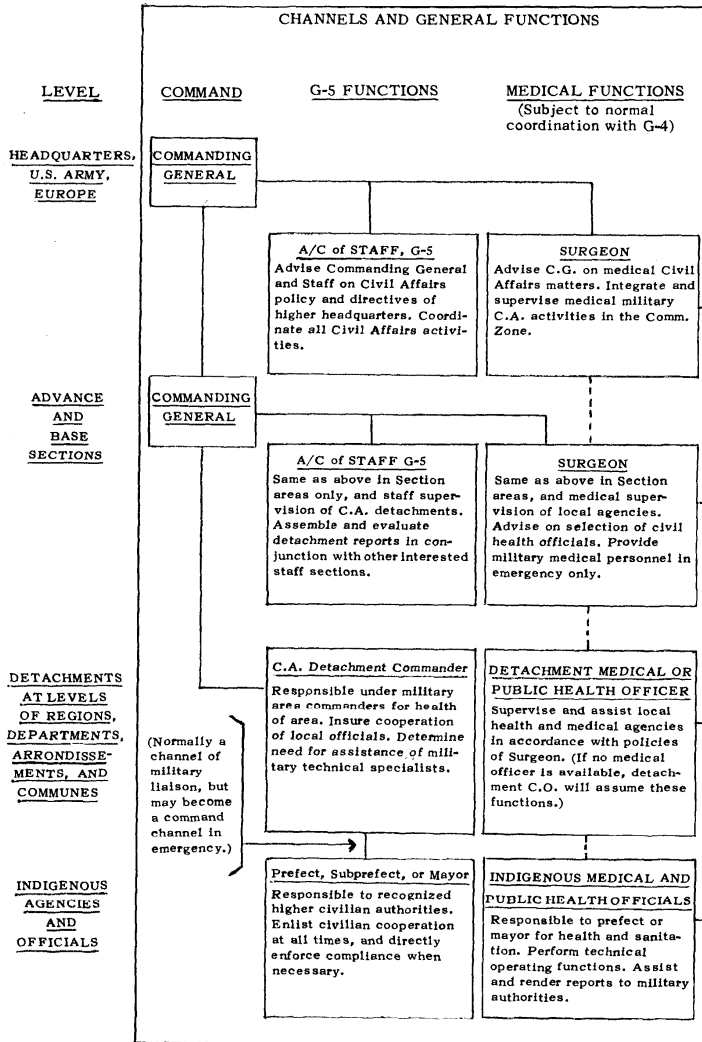 CHANNELS AND GENERAL FUNCTIONS
LEVEL
COMMAND
G-5 FUNCTIONS
MEDICAL FUNCTIONS
(Subject to normal
coordination with G-4)
HEADQUARTERS,
U.S. ARMY,
EUROPE
COMMANDING
GENERAL
A/C of STAFF, G-5
Advise Commanding General
and Staff on Civil Affairs
policy and directives of
higher headquarters. Coord-
inate all Civil Affairs activi-
ties.
SURGEON
Advise C.G. on medical Civil
Affairs matters. Integrate and
supervise medical military
C.A. activities in the Comm.
Zone.
ADVANCE
AND
BASE
SECTIONS
COMMANDING
GENERAL
A/C of STAFF G-5
Same as above in Section
areas only, and staff super-
vision of C.A. detachments.
Assemble and evaluate
detachment reports in con-
junction with other interested
staff sections.
SURGEON
Same as above in Section
areas, and medical super-
vision of local agencies.
Advise on selection of civil
health officials. Provide
military medical personnel in
emergency only.
DETACHMENTS
AT LEVELS
OF REGIONS,
DEPARTMENTS,
ARRONDISSE-
MENTS, AND
COMMUNES
(Normally a
channel of
military
liaison, but
may become
a command
channel in
emergency.)
C.A. Detachment Commander
Responsible under military
area commanders for health
of area. Insure cooperation
of local officials. Determine
need for assistance of mili-
tary technical specialists.
DETACHMENT MEDICAL OR
PUBLIC HEALTH OFFICER
Supervise and assist local
health and medical agencies
in accordance with policies
of Surgeon. (If no medical
officer is available, detach-
ment C.O. will assume these
functions.)
INDIGENOUS
AGENCIES
AND
OFFICIALS
Prefect, Subprefect, or Mayor
Responsible to recognized
higher civilian authorities.
Enlist civilian cooperation
at all times, and directly
enforce compliance when
necessary.
INDIGENOUS MEDICAL AND
PUBLIC HEALTH OFFICIALS
Responsible to prefect or
mayor for health and sanita-
tion. Perform technical
operating functions. Assist
and render reports to military
authorities.